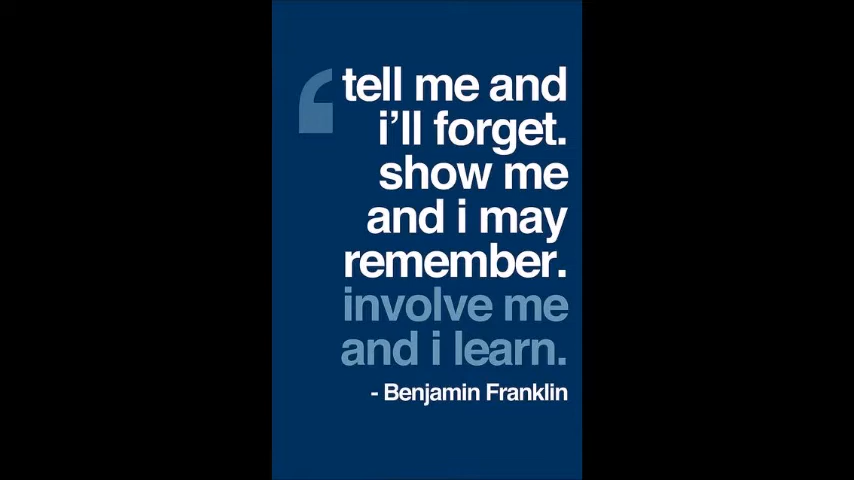 ‘tell me and
i’ll forget.
show me
and i may
remember.
involve me
and i learn.
- Benjamin Franklin